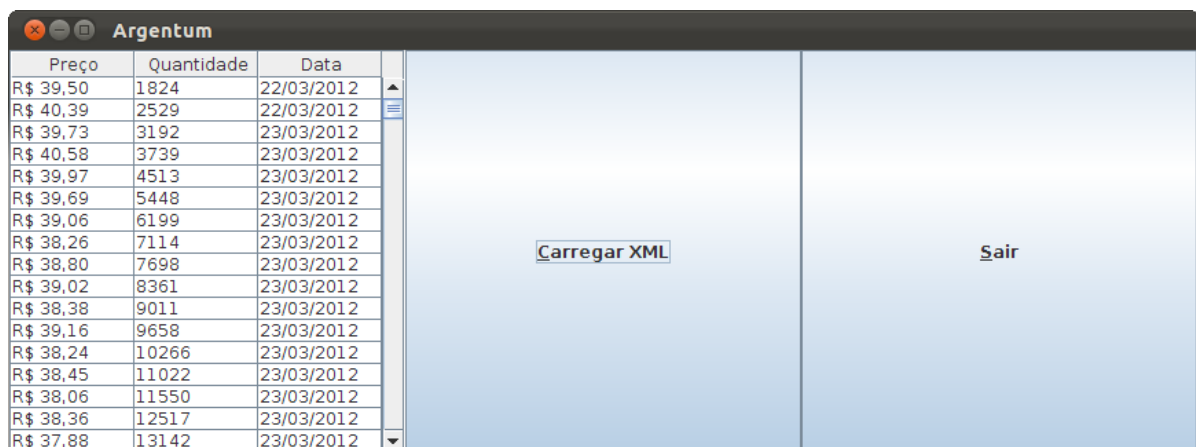 Argentum
Preço Quantidade Data
R$ 39,50 1824 22/03/2012
R$ 40,39 2529 22/03/2012
R$ 39,73 3192 23/03/2012
R$ 40,58 3739 23/03/2012
R$ 39,97 4513 23/03/2012
R$ 39,69 5448 23/03/2012
R$ 39,06 6199 23/03/2012
R$ 38,26 7114 23/03/2012
R$ 38,80 7698 23/03/2012
R$ 39,02 8361 23/03/2012
R$ 38,38 9011 23/03/2012
R$ 39,16 9658 23/03/2012
R$ 38,24 10266 23/03/2012
R$ 38,45 11022 23/03/2012
R$ 38,06 11550 23/03/2012
R$ 38,36 12517 23/03/2012
R$ 37,88 13142 23/03/2012
Carregar XML
Sair